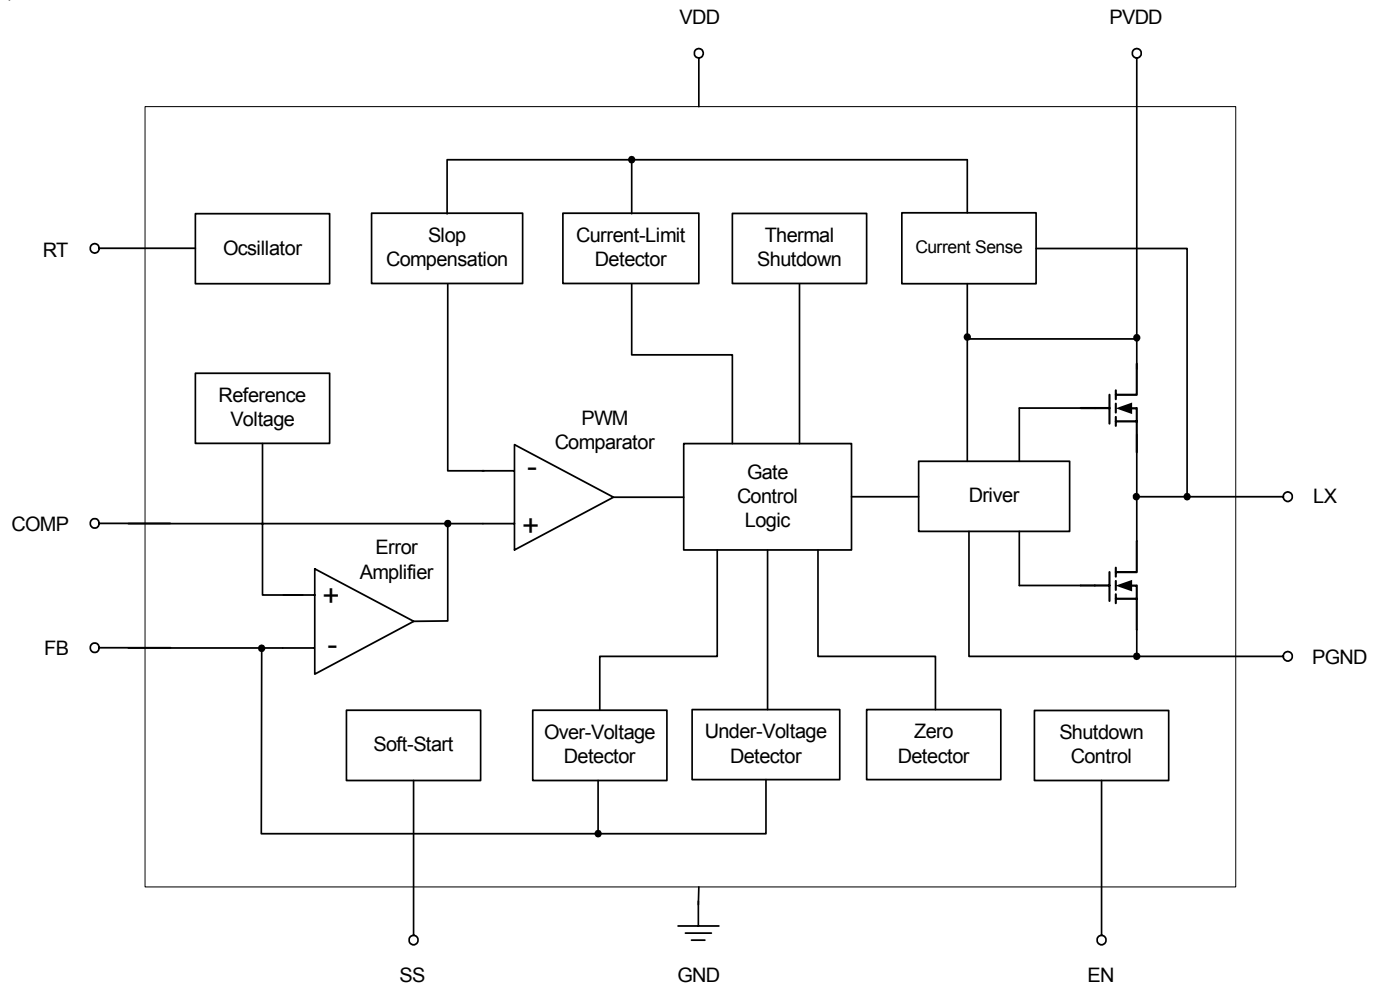 VDD
PVDD
RT
Ocsillator
Slop
Compensation
Current-Limit
Detector
Thermal
Shutdown
Current Sense
Reference
Voltage
PWM
Comparator
-
+
Gate
Control
Logic
Driver
LX
COMP
Error
Amplifier
+
-
FB
PGND
Soft-Start
Over-Voltage
Detector
Under-Voltage
Detector
Zero
Detector
Shutdown
Control
SS
GND
EN